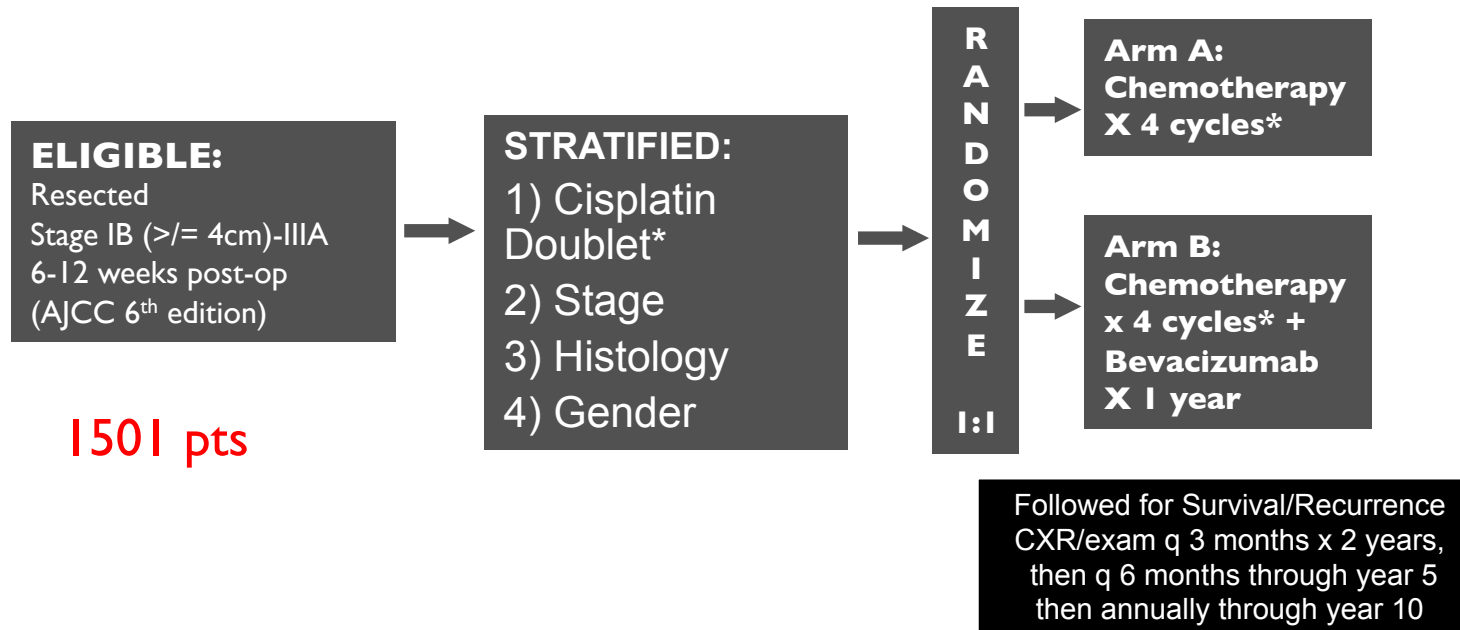 ELIGIBLE:
Resected
Stage IB (>/= 4cm)-IIIA
6-12 weeks post-op
(AJCC 6th edition)
1501 pts
STRATIFIED:
1) Cisplatin
Doublet*
2) Stage
3) Histology
4) Gender
R
A
N
D
O
M
I
Z
E
1:1
Arm A:
Chemotherapy
X 4 cycles*
Arm B:
Chemotherapy
x 4 cycles* +
Bevacizumab
X 1 year
Followed for Survival/Recurrence
CXR/exam q 3 months x 2 years,
then q 6 months through year 5
then annually through year 10